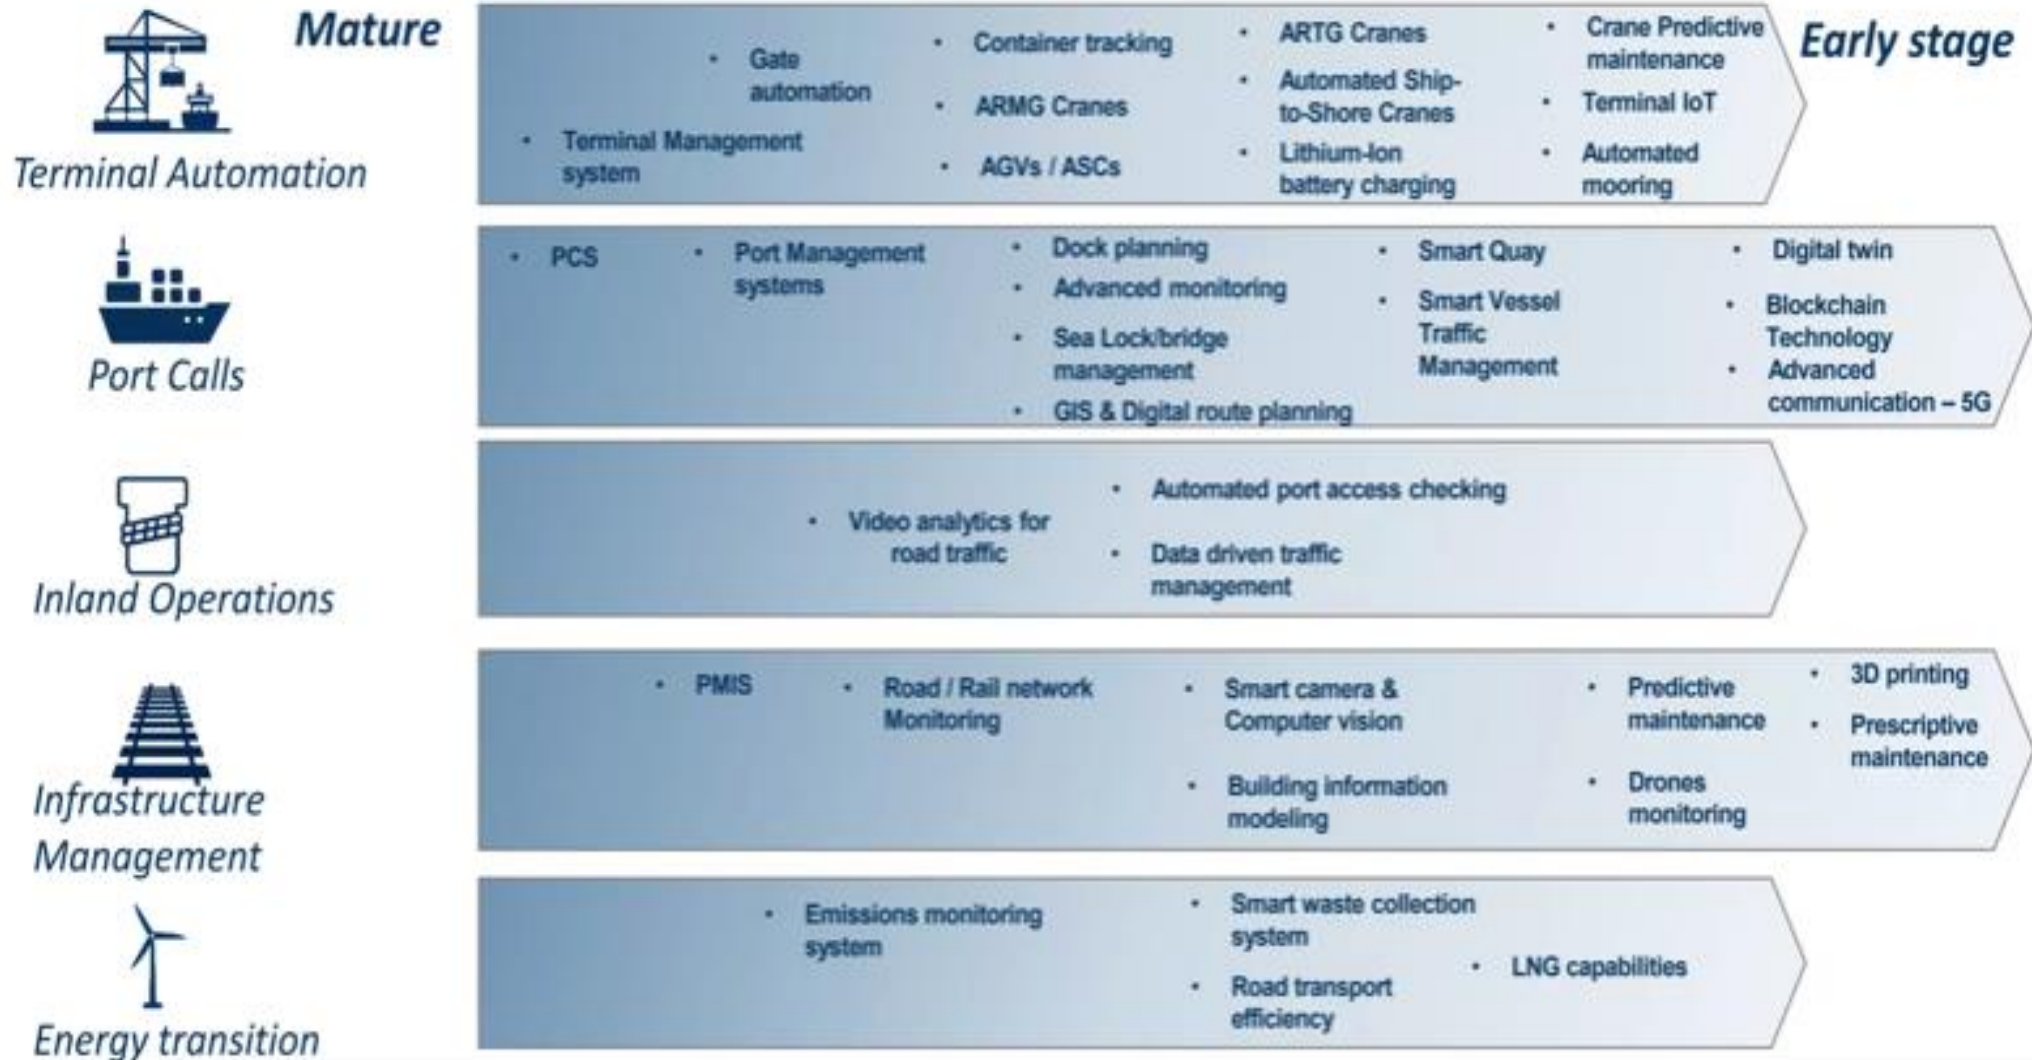 Mature
Early stage
Terminal Automation
• Terminal Management
system
• Gate
automation
• Container tracking
• ARMG Cranes
• AGVs / ASCs
• ARTG Cranes
• Automated Ship-
to-Shore Cranes
• Lithium-Ion
battery charging
• Crane Predictive
maintenance
• Terminal IoT
• Automated
mooring
Port Calls
• PCS
• Port Management
systems
• Dock planning
• Advanced monitoring
• Sea Lock/bridge
management
• GIS & Digital route planning
• Smart Quay
• Smart Vessel
Traffic
Management
• Digital twin
• Blockchain
Technology
• Advanced
communication – 5G
Inland Operations
• Video analytics for
road traffic
• Automated port access checking
• Data driven traffic
management
Infrastructure
Management
• PMIS
• Road / Rail network
Monitoring
• Smart camera &
Computer vision
• Building information
modeling
• Predictive
maintenance
• Drones
monitoring
• 3D printing
• Prescriptive
maintenance
Energy transition
• Emissions monitoring
system
• Smart waste collection
system
• Road transport
efficiency
• LNG capabilities